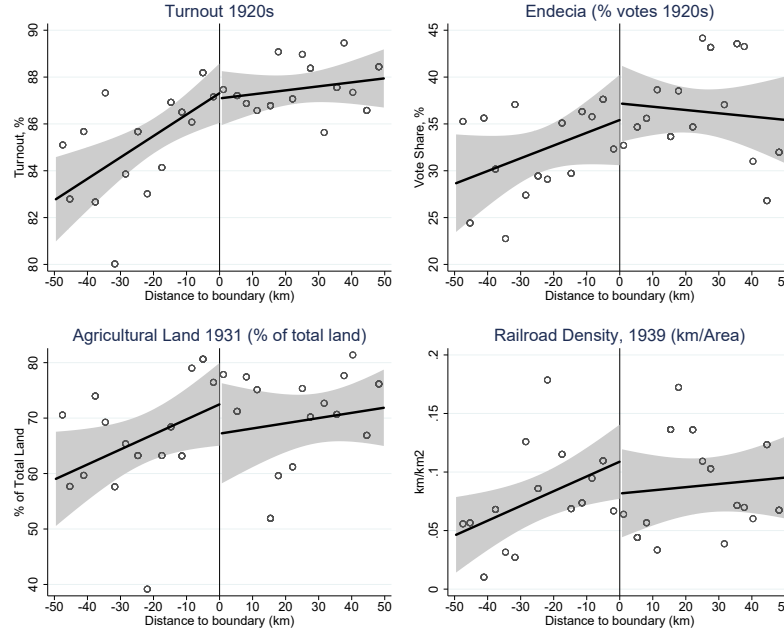 Turnout 1920s
Turnout, %
90
88
86
84
82
80
-50 -40 -30 -20 -10 0 10 20 30 40 50
Distance to boundary (km)
Endecia (% votes 1920s)
Vote Share, %
45
40
35
30
25
20
-50 -40 -30 -20 -10 0 10 20 30 40 50
Distance to boundary (km)
Agricultural Land 1931 (% of total land)
% of Total Land
80
70
60
50
40
-50 -40 -30 -20 -10 0 10 20 30 40 50
Distance to boundary (km)
Railroad Density, 1939 (km/Area)
km/km2
.2
.15
.1
.05
0
-50 -40 -30 -20 -10 0 10 20 30 40 50
Distance to boundary (km)